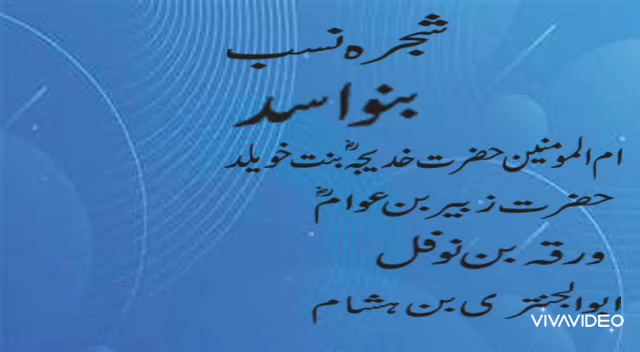 شجرہ نسب
بنو اسد
ام المومنین حضرت خدیجہؓ بنت خویلد
حضرت زبیر بن عوامؓ
ورقہ بن نوفل
ابوالبختری بن ہشام
VIVAVIDEO